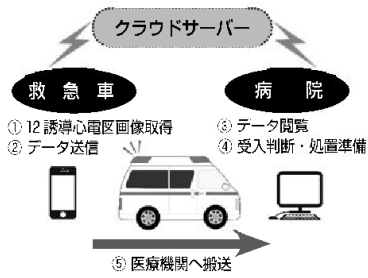 クラウドサーバー
救急車
病院
① 12誘導心電図画像取得
② データ送信
③ データ閲覧
④ 受入判断・処置準備
⑤ 医療機関へ搬送